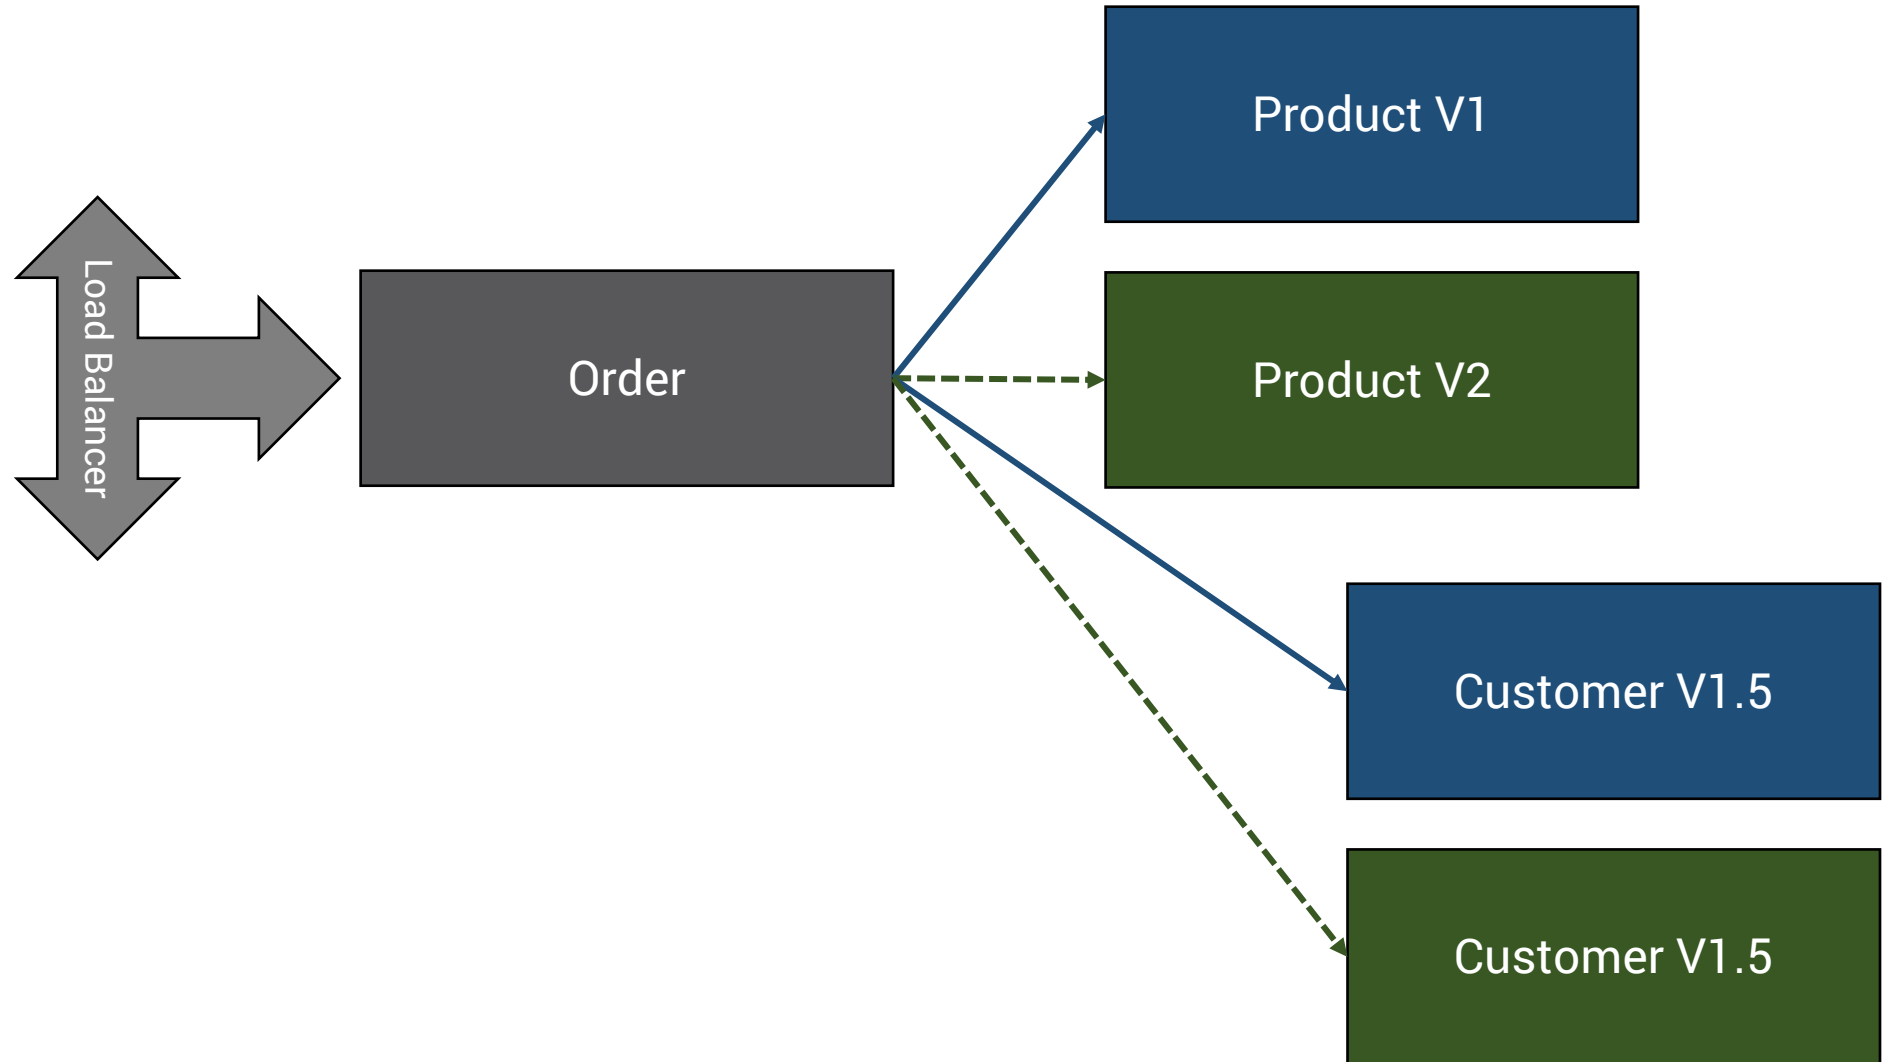 Product V1
Load Balancer
Order
Product V2
Customer V1.5
Customer V1.5